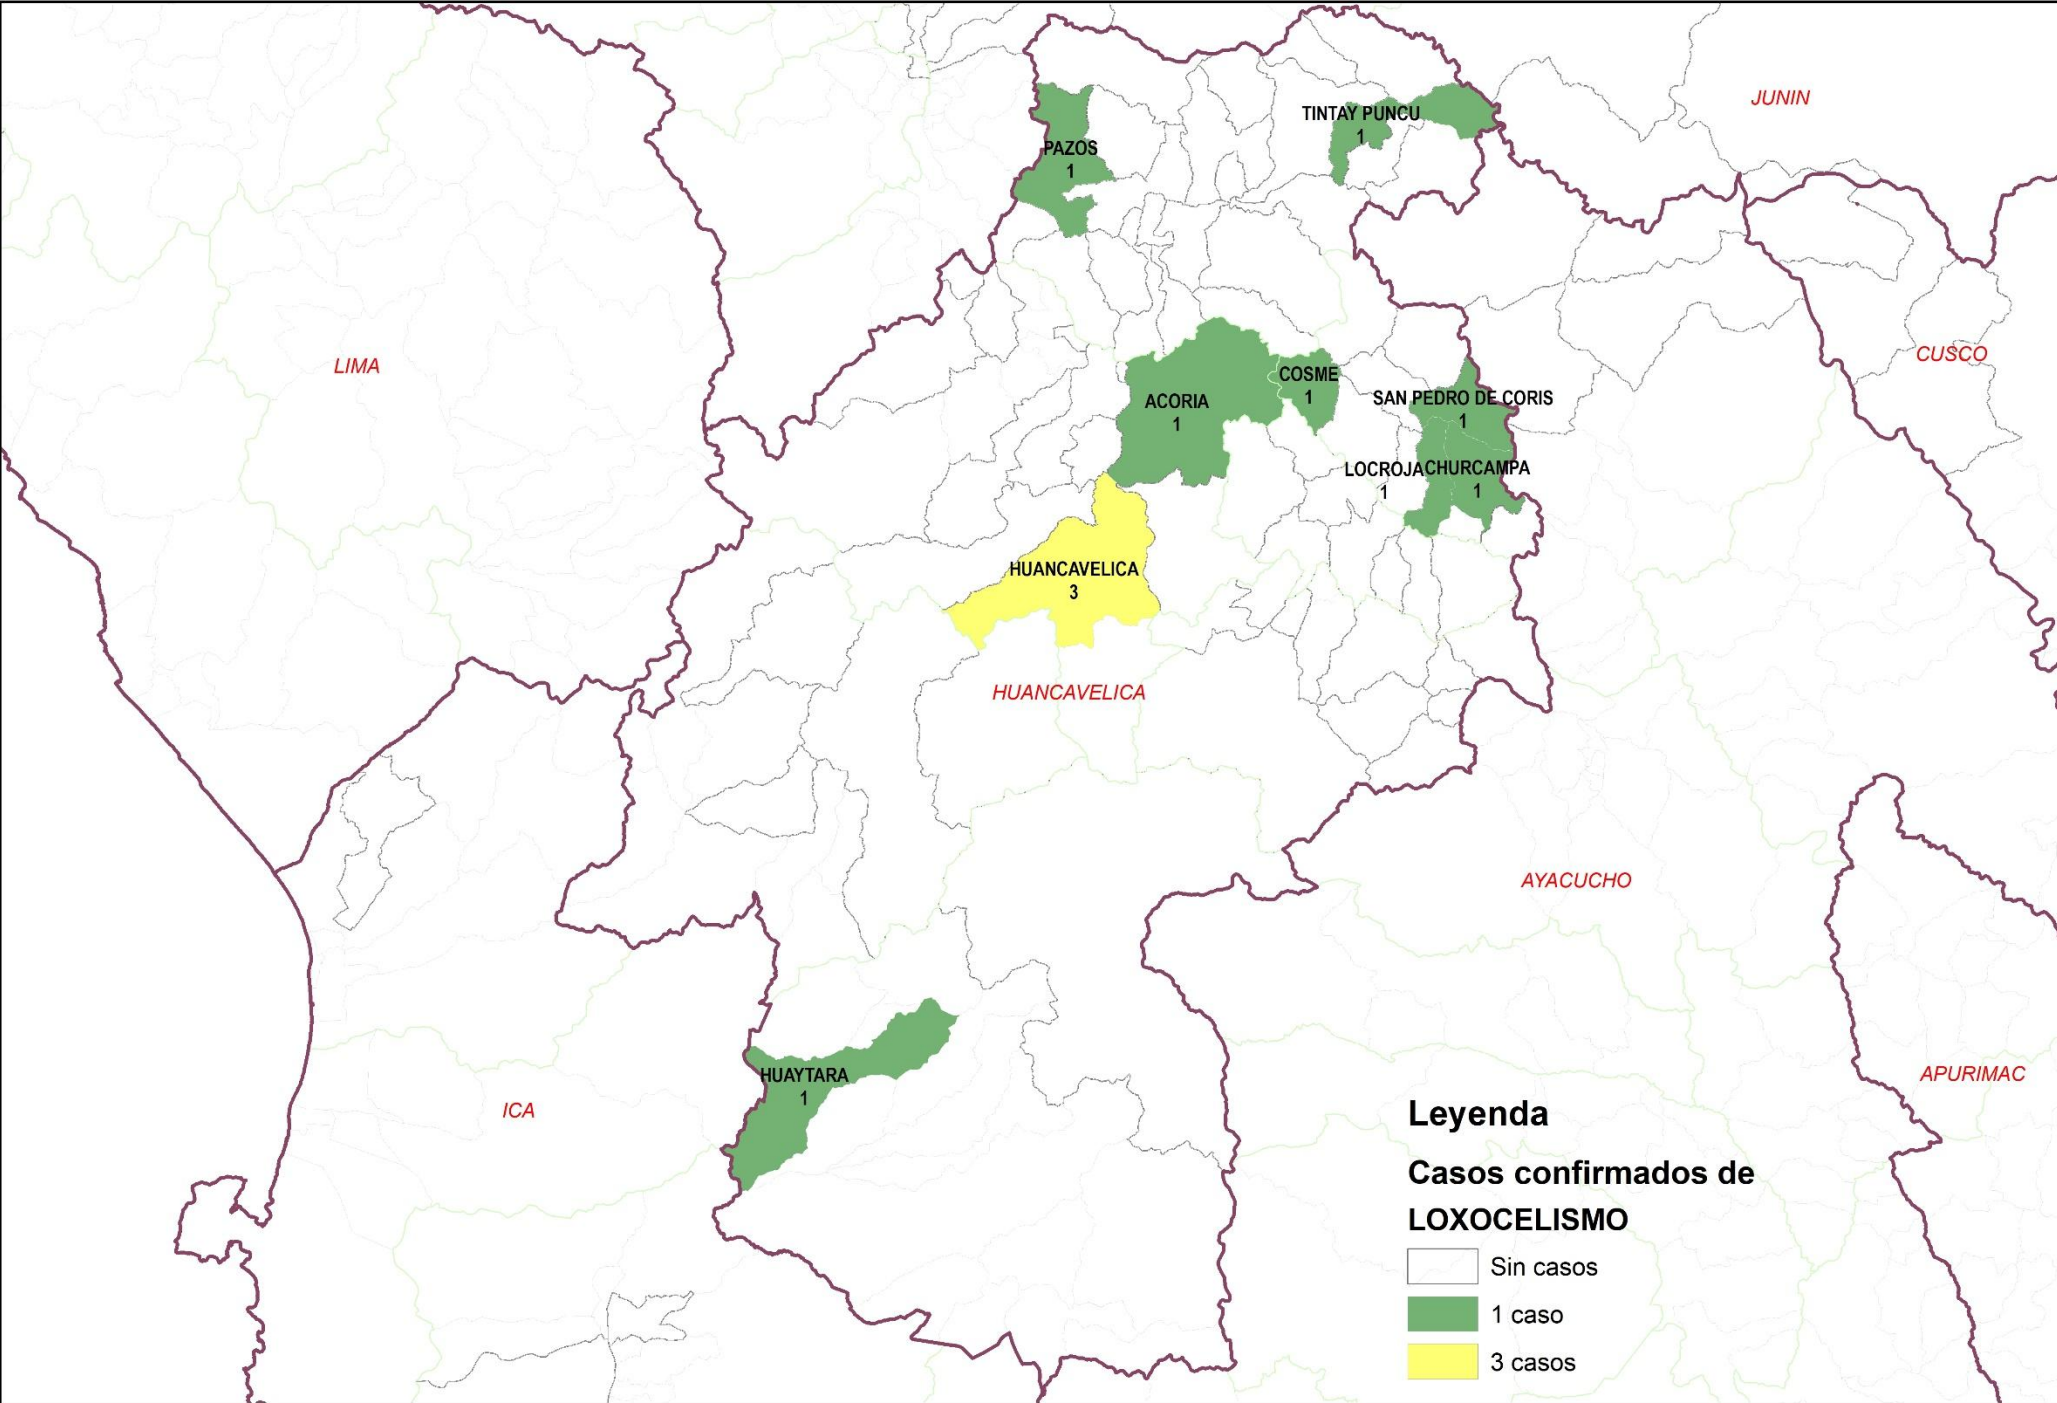 JUNIN
TINTAY PUNCU
1
PAZOS
1
LIMA
CUSCO
COSME
1
ACORIA
1
SAN PEDRO DE CORIS
1
LOCROJA
1
CHURCAMPA
1
HUANCAVELICA
3
HUANCAVELICA
AYACUCHO
HUAYTARA
1
ICA
APURIMAC
Leyenda
Casos confirmados de
LOXOCELISMO
Sin casos
1 caso
3 casos